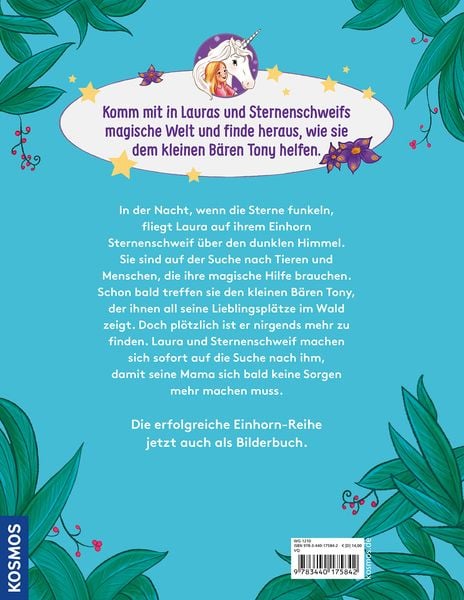 Komm mit in Lauras und Sternenschweifs
magische Welt und finde heraus, wie sie
dem kleinen Bären Tony helfen.
In der Nacht, wenn die Sterne funkeln,
fliegt Laura auf ihrem Einhorn
Sternenschweif über den dunklen Himmel.
Sie sind auf der Suche nach Tieren und
Menschen, die ihre magische Hilfe brauchen.
Schon bald treffen sie den kleinen Bären Tony,
der ihnen all seine Lieblingsplätze im Wald
zeigt. Doch plötzlich ist er nirgends mehr zu
finden. Laura und Sternenschweif machen
sich sofort auf die Suche nach ihm,
damit seine Mama sich bald keine Sorgen
mehr machen muss.
Die erfolgreiche Einhorn-Reihe
jetzt auch als Bilderbuch.
KOSMOS
WG 1210
ISBN 978-3-440-17584-2 € [D] 14,00
VO
9 783440 175842
kosmos.de